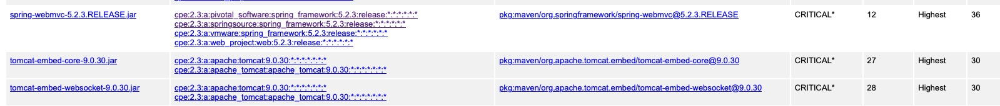 spring-webmvc-5.2.3.RELEASE.jar cpe:2.3:a:pivotal_software:spring_framework:5.2.3:release:*:*:*:*:*:* pkg:maven/org.springframework/spring-webmvc@5.2.3.RELEASE CRITICAL* 12 Highest 36
cpe:2.3:a:springsource:spring_framework:5.2.3:release:*:*:*:*:*:*
cpe:2.3:a:vmware:spring_framework:5.2.3:release:*:*:*:*:*:*
cpe:2.3:a:web_project:web:5.2.3:release:*:*:*:*:*:*
tomcat-embed-core-9.0.30.jar cpe:2.3:a:apache:tomcat:9.0.30:*:*:*:*:*:*:* pkg:maven/org.apache.tomcat.embed/tomcat-embed-core@9.0.30 CRITICAL* 27 Highest 30
cpe:2.3:a:apache_tomcat:apache_tomcat:9.0.30:*:*:*:*:*:*:*
tomcat-embed-websocket-9.0.30.jar cpe:2.3:a:apache:tomcat:9.0.30:*:*:*:*:*:*:* pkg:maven/org.apache.tomcat.embed/tomcat-embed-websocket@9.0.30 CRITICAL* 28 Highest 30
cpe:2.3:a:apache_tomcat:apache_tomcat:9.0.30:*:*:*:*:*:*:*